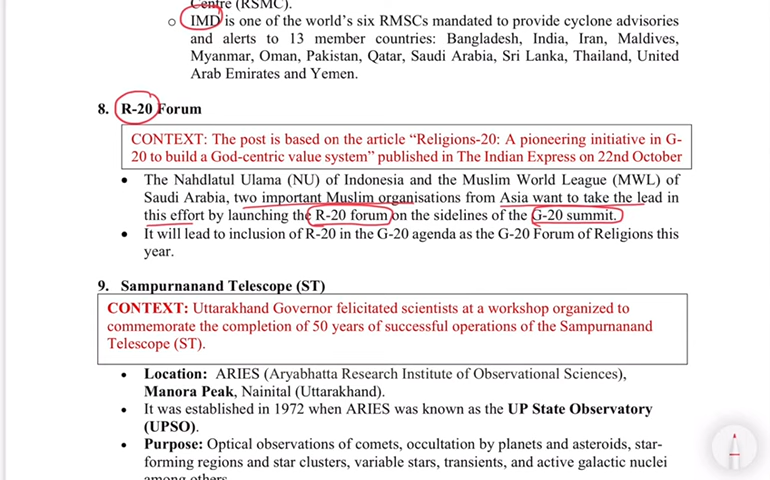 Centre (RSMC).
o IMD is one of the world's six RMSCs mandated to provide cyclone advisories
and alerts to 13 member countries: Bangladesh, India, Iran, Maldives,
Myanmar, Oman, Pakistan, Qatar, Saudi Arabia, Sri Lanka, Thailand, United
Arab Emirates and Yemen.
8. R-20 Forum
CONTEXT: The post is based on the article “Religions-20: A pioneering initiative in G-
20 to build a God-centric value system” published in The Indian Express on 22nd October
• The Nahdlatul Ulama (NU) of Indonesia and the Muslim World League (MWL) of
Saudi Arabia, two important Muslim organisations from Asia want to take the lead in
this effort by launching the R-20 forum on the sidelines of the G-20 summit.
• It will lead to inclusion of R-20 in the G-20 agenda as the G-20 Forum of Religions this
year.
9. Sampurnanand Telescope (ST)
CONTEXT: Uttarakhand Governor felicitated scientists at a workshop organized to
commemorate the completion of 50 years of successful operations of the Sampurnanand
Telescope (ST).
• Location: ARIES (Aryabhatta Research Institute of Observational Sciences),
Manora Peak, Nainital (Uttarakhand).
• It was established in 1972 when ARIES was known as the UP State Observatory
(UPSO).
• Purpose: Optical observations of comets, occultation by planets and asteroids, star-
forming regions and star clusters, variable stars, transients, and active galactic nuclei
among others.